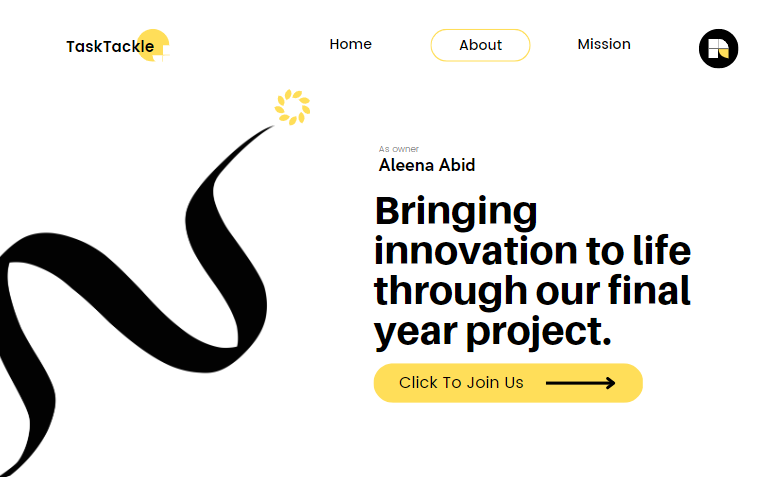 TaskTackle
Home
About
Mission
As owner
Aleena Abid
Bringing
innovation to life
through our final
year project.
Click To Join Us